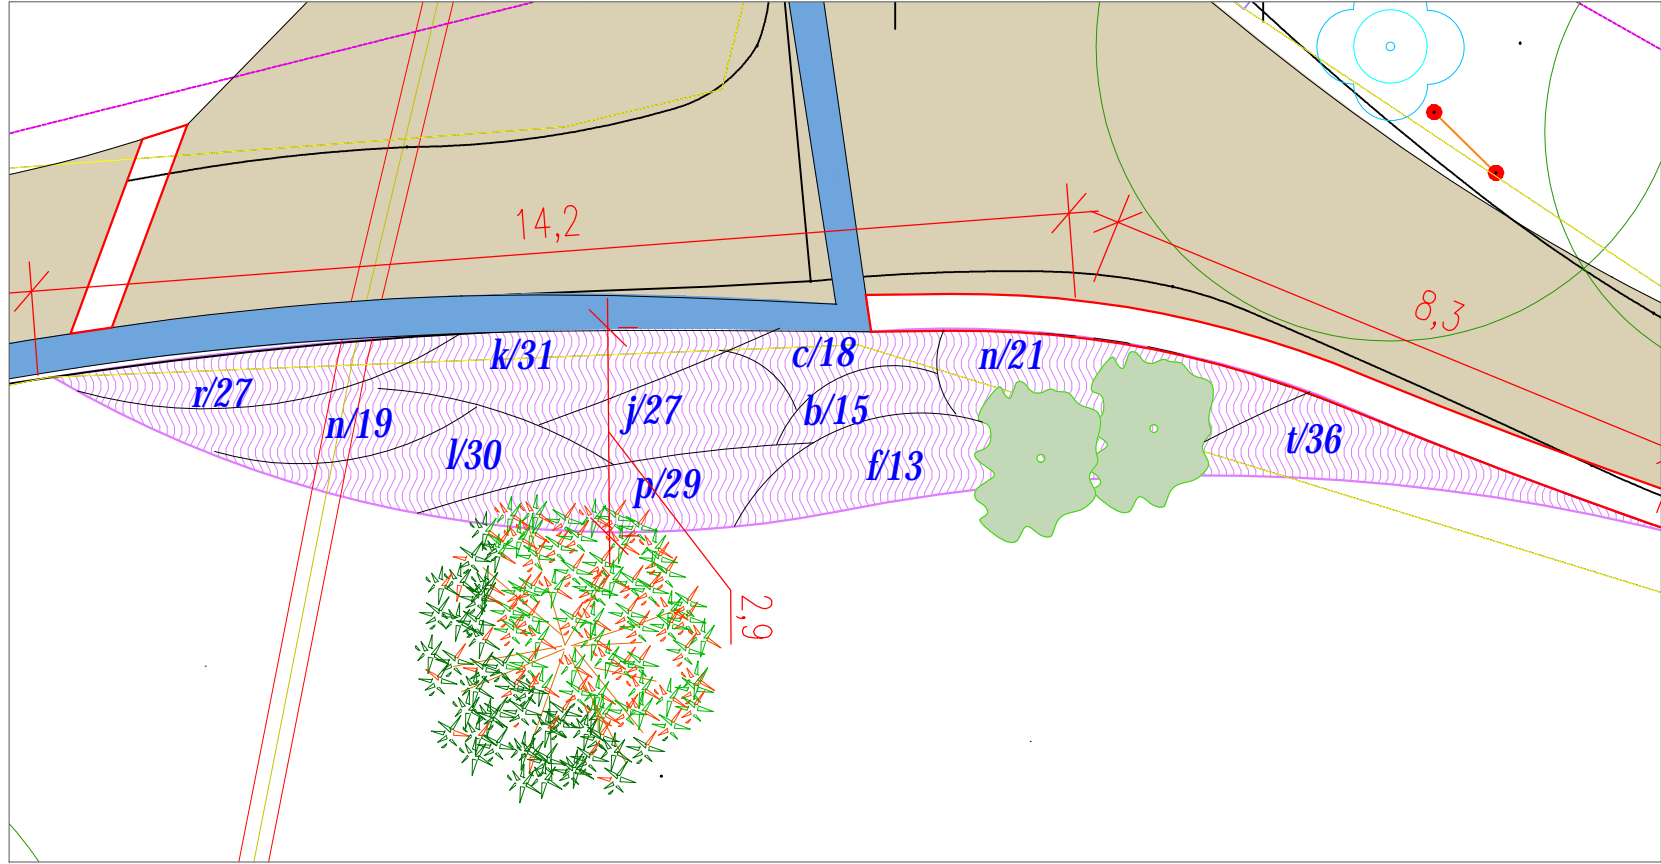 14,2
8,3
k/31
c/18
n/21
r/27
n/19
j/27
b/15
t/36
l/30
f/13
p/29
2,9